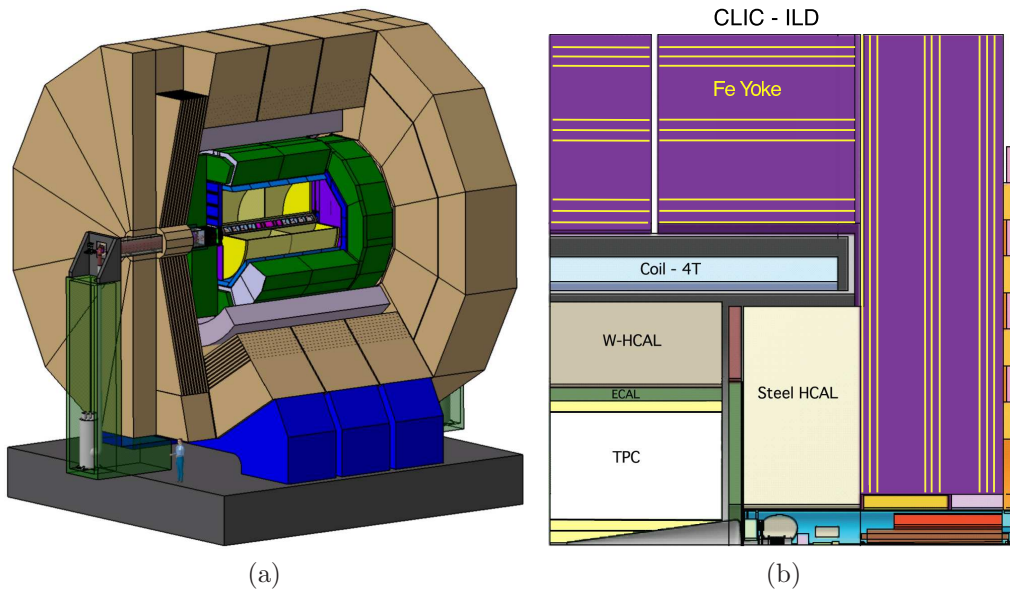 CLIC - ILD
Fe Yoke
Coil - 4T
W-HCAL
ECAL
Steel HCAL
TPC
(a)
(b)